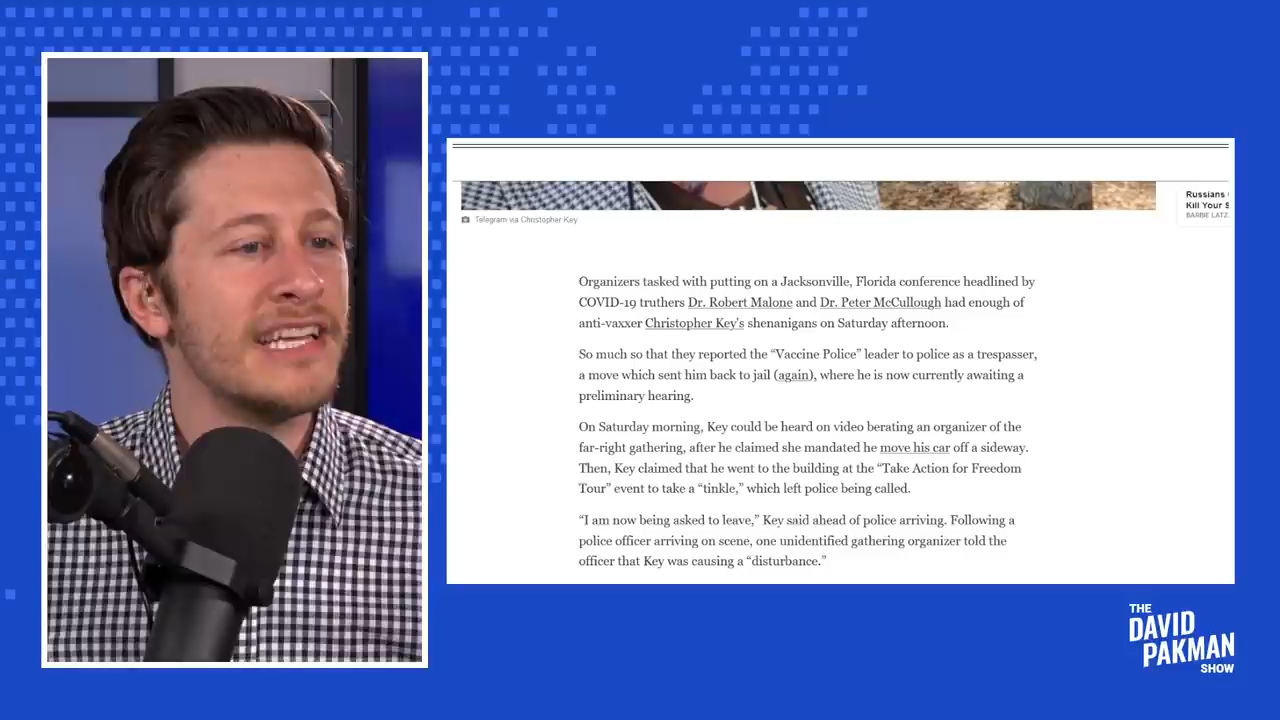 Russians
Kill Your S
BARBIE LATZ
Telegram via Christopher Key
Organizers tasked with putting on a Jacksonville, Florida conference headlined by
COVID-19 truthers Dr. Robert Malone and Dr. Peter McCullough had enough of
anti-vaxxer Christopher Key's shenanigans on Saturday afternoon.
So much so that they reported the “Vaccine Police” leader to police as a trespasser,
a move which sent him back to jail (again), where he is now currently awaiting a
preliminary hearing.
On Saturday morning, Key could be heard on video berating an organizer of the
far-right gathering, after he claimed she mandated he move his car off a sideway.
Then, Key claimed that he went to the building at the “Take Action for Freedom
Tour” event to take a “tinkle,” which left police being called.
“I am now being asked to leave,” Key said ahead of police arriving. Following a
police officer arriving on scene, one unidentified gathering organizer told the
officer that Key was causing a “disturbance.”
THE
DAVID
PAKMAN
SHOW